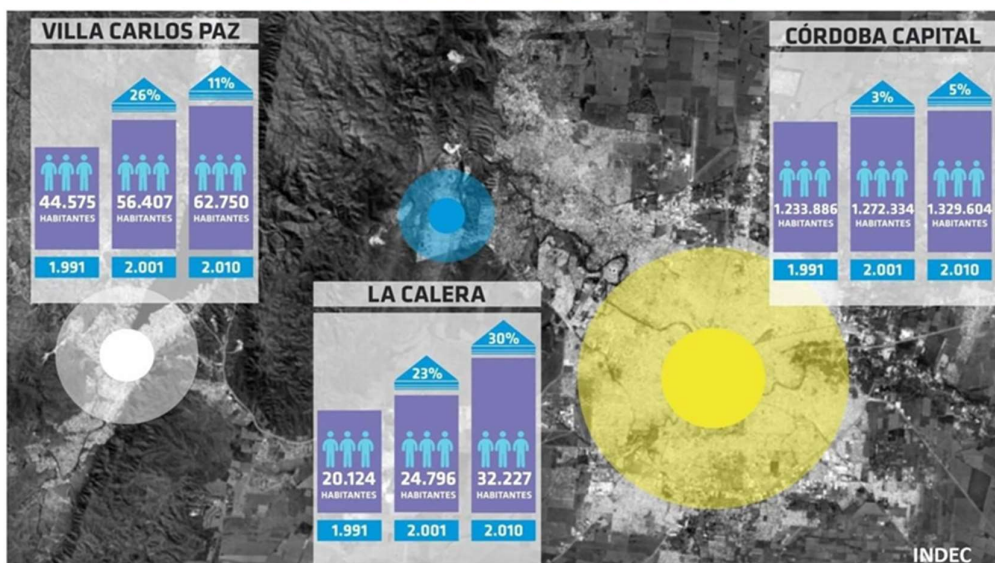 VILLA CARLOS PAZ
26%
11%
44.575
HABITANTES
56.407
HABITANTES
62.750
HABITANTES
1.991
2.001
2.010
CÓRDOBA CAPITAL
3%
5%
1.233.886
HABITANTES
1.272.334
HABITANTES
1.329.604
HABITANTES
1.991
2.001
2.010
LA CALERA
23%
30%
20.124
HABITANTES
24.796
HABITANTES
32.227
HABITANTES
1.991
2.001
2.010
INDEC